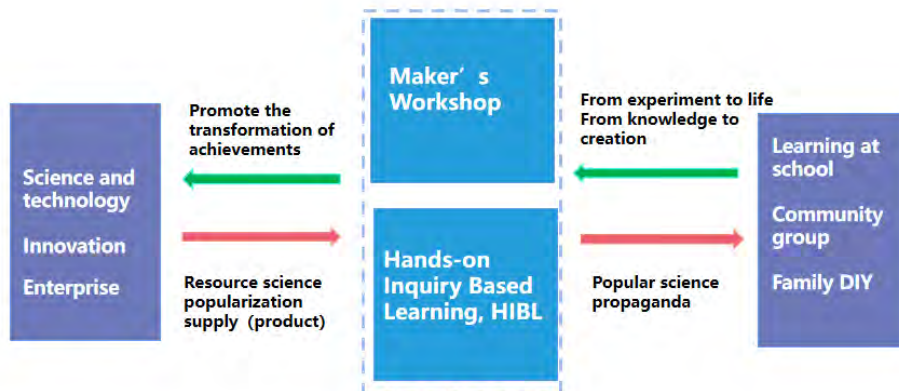 Science and
technology
Innovation
Enterprise
Promote the
transformation of
achievements
Resource science
popularization
supply (product)
Maker’s
Workshop
Hands-on
Inquiry Based
Learning, HIBL
From experiment to life
From knowledge to
creation
Popular science
propaganda
Learning at
school
Community
group
Family DIY